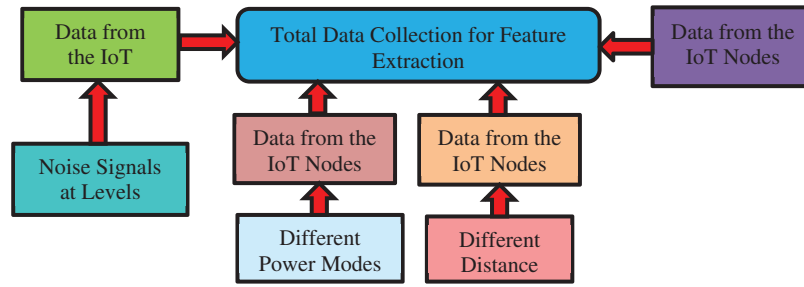 Data from
the IoT
Total Data Collection for Feature
Extraction
Data from the
IoT Nodes
Data from the
IoT Nodes
Data from the
IoT Nodes
Noise Signals
at Levels
Different
Power Modes
Different
Distance